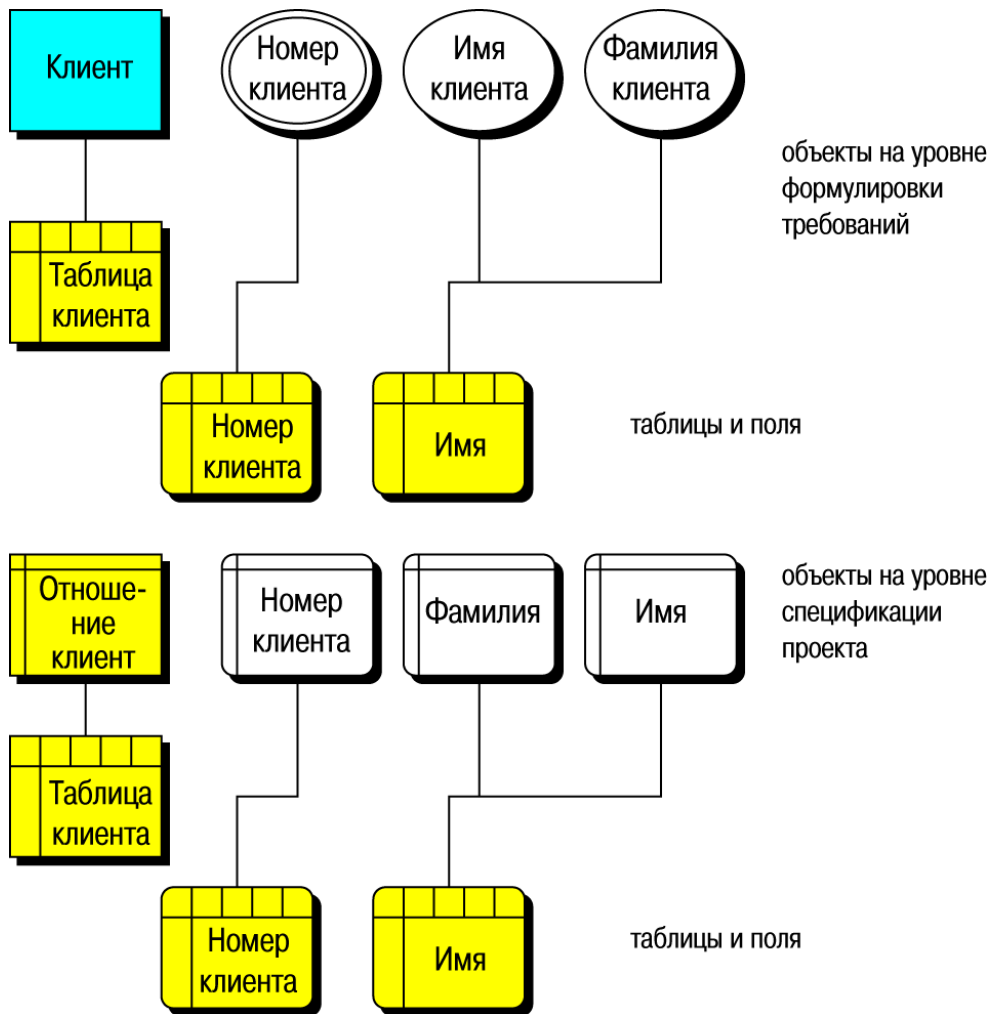 Клиент
Номер
клиента
Имя
клиента
Фамилия
клиента
объекты на уровне
формулировки
требований
Таблица
клиента
Номер
клиента
Имя
таблицы и поля
Отноше-
ние
клиент
Номер
клиента
Фамилия
Имя
объекты на уровне
спецификации
проекта
Таблица
клиента
Номер
клиента
Имя
таблицы и поля